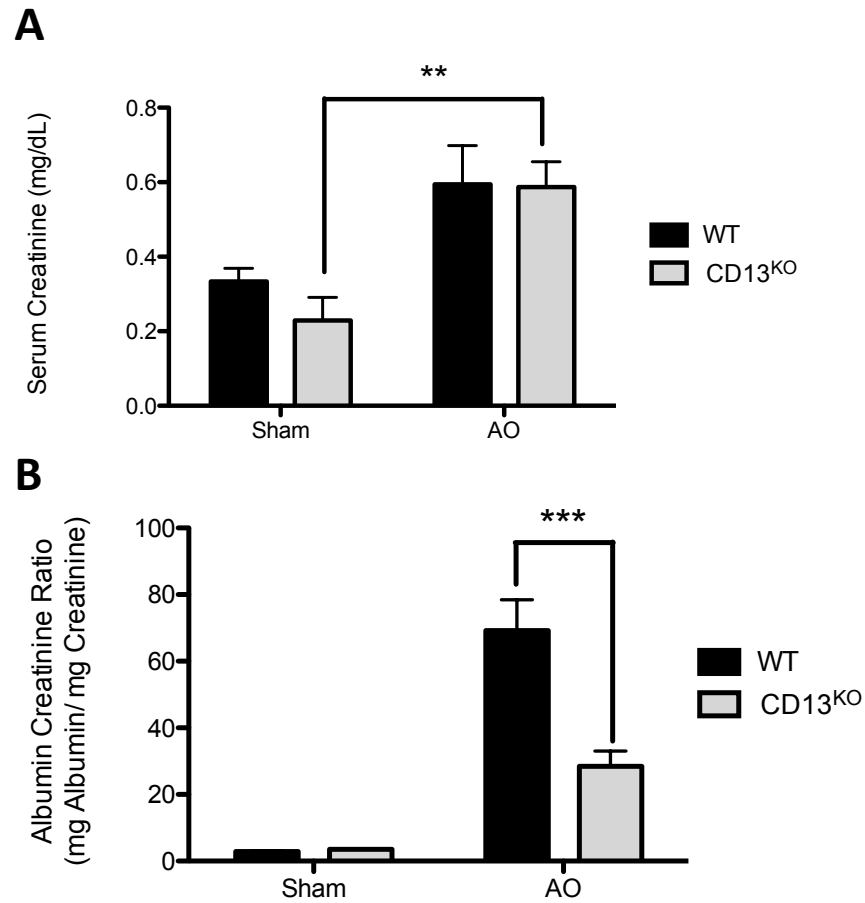 A
**
Serum Creatinine (mg/dL)
0.8
0.6
0.4
0.2
0.0
Sham
AO
WT
CD13KO
B
***
Albumin Creatinine Ratio
(mg Albumin/ mg Creatinine)
100
80
60
40
20
0
Sham
AO
WT
CD13KO